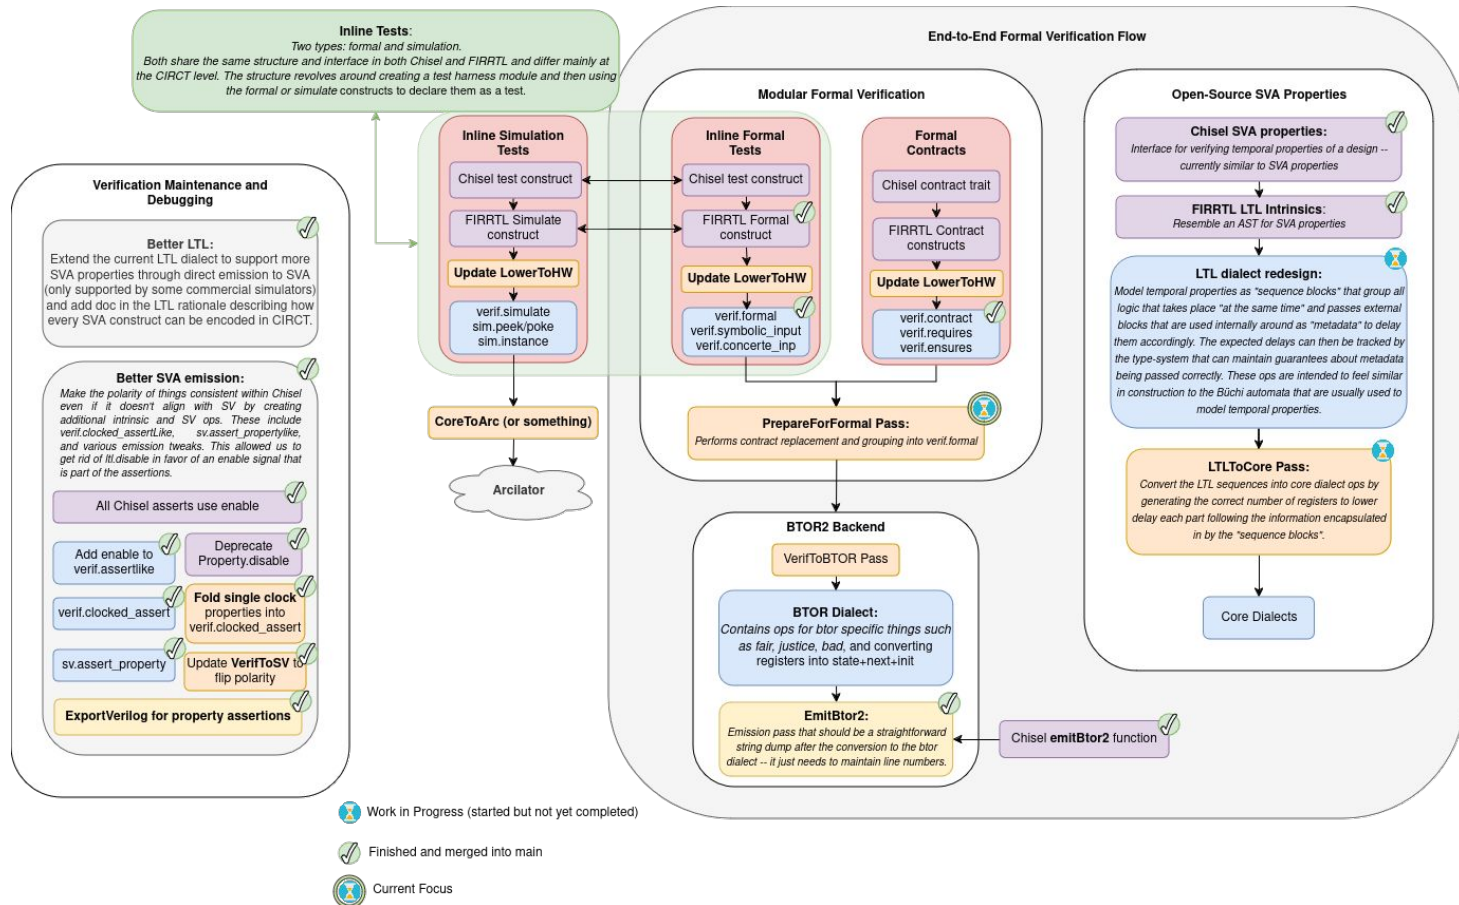 Inline Tests:
Two types: formal and simulation.
Both share the same structure and interface in both Chisel and FIRRTL and differ mainly at
the CIRCT level. The structure revolves around creating a test harness module and then using
the formal or simulate constructs to declare them as a test.
End-to-End Formal Verification Flow
Verification Maintenance and
Debugging
Better LTL:
Extend the current LTL dialect to support more
SVA properties through direct emission to SVA
(only supported by some commercial simulators)
and add doc in the LTL rationale describing how
every SVA construct can be encoded in CIRCT.
Better SVA emission:
Make the polarity of things consistent within Chisel
even if it doesn't align with SV by creating
additional intrinsic and SV ops. These include
verif.clocked_assertLike, sv.assert_propertylike,
and various emission tweaks. This allowed us to
get rid of ltl.disable in favor of an enable signal that
is part of the assertions.
All Chisel asserts use enable
Add enable to
verif.assertlike
Deprecate
Property.disable
verif.clocked_assert
Fold single clock
properties into
verif.clocked_assert
sv.assert_property
Update VerifToSV to
flip polarity
ExportVerilog for property assertions
Inline Simulation
Tests
Chisel test construct
FIRRTL Simulate
construct
Update LowerToHW
verif.simulate
sim.peek/poke
sim.instance
CoreToArc (or something)
Arcilator
Modular Formal Verification
Inline Formal
Tests
Chisel test construct
FIRRTL Formal
construct
Update LowerToHW
verif.formal
verif.symbolic_input
verif.concerte_inp
Formal
Contracts
Chisel contract trait
FIRRTL Contract
constructs
Update LowerToHW
verif.contract
verif.requires
verif.ensures
PrepareForFormal Pass:
Performs contract replacement and grouping into verif.formal
BTOR2 Backend
VerifToBTOR Pass
BTOR Dialect:
Contains ops for btor specific things such
as fair, justice, bad, and converting
registers into state+next+init
EmitBtor2:
Emission pass that should be a straightforward
string dump after the conversion to the btor
dialect -- it just needs to maintain line numbers.
Chisel emitBtor2 function
Open-Source SVA Properties
Chisel SVA properties:
Interface for verifying temporal properties of a design --
currently similar to SVA properties
FIRRTL LTL Intrinsics:
Resemble an AST for SVA properties
LTL dialect redesign:
Model temporal properties as "sequence blocks" that group all
logic that takes place "at the same time" and passes external
blocks that are used internally around as "metadata" to delay
them accordingly. The expected delays can then be tracked by
the type-system that can maintain guarantees about metadata
being passed correctly. These ops are intended to feel similar
in construction to the Büchi automata that are usually used to
model temporal properties.
LTLToCore Pass:
Convert the LTL sequences into core dialect ops by
generating the correct number of registers to lower
delay each part following the information encapsulated
in by the "sequence blocks".
Core Dialects
Work in Progress (started but not yet completed)
Finished and merged into main
Current Focus